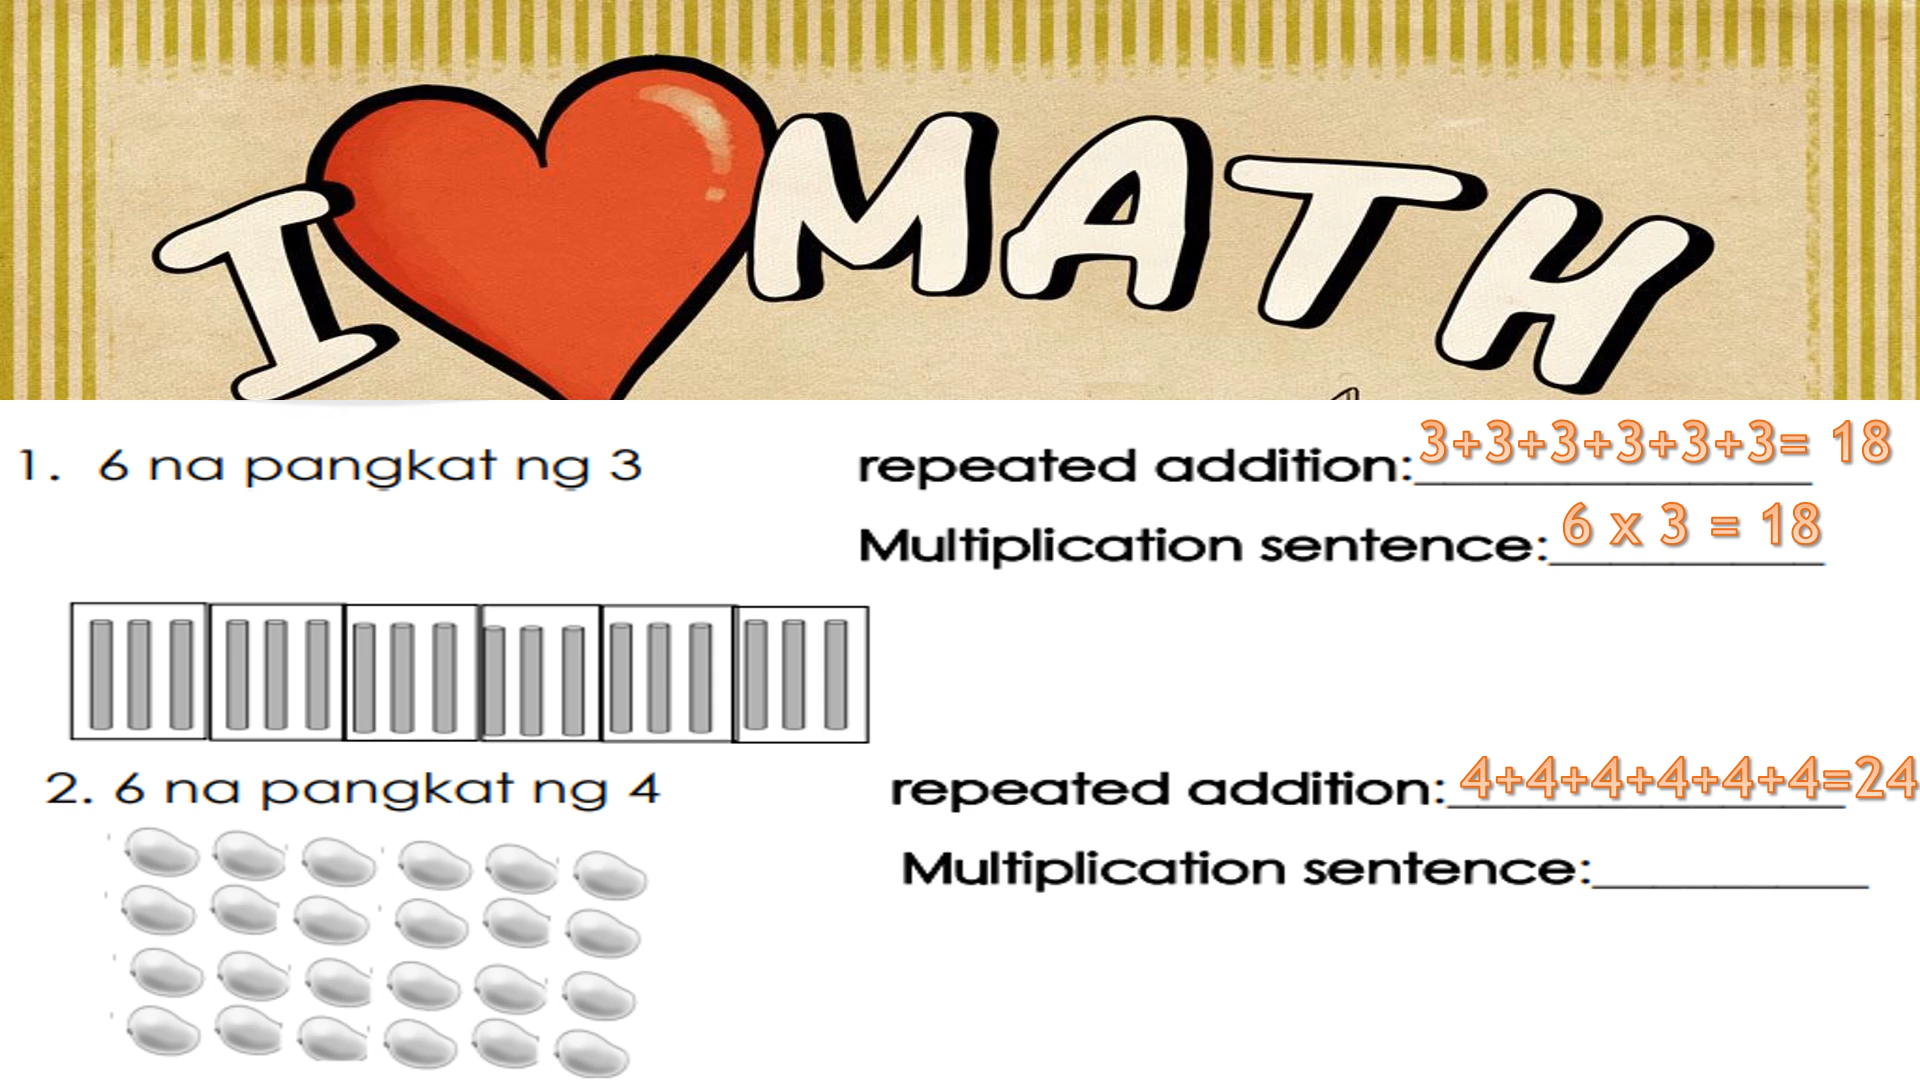 I MATH
1. 6 na pangkat ng 3
repeated addition: 3+3+3+3+3+3= 18
Multiplication sentence: 6 x 3 = 18
2. 6 na pangkat ng 4
repeated addition: 4+4+4+4+4+4=24
Multiplication sentence:__________